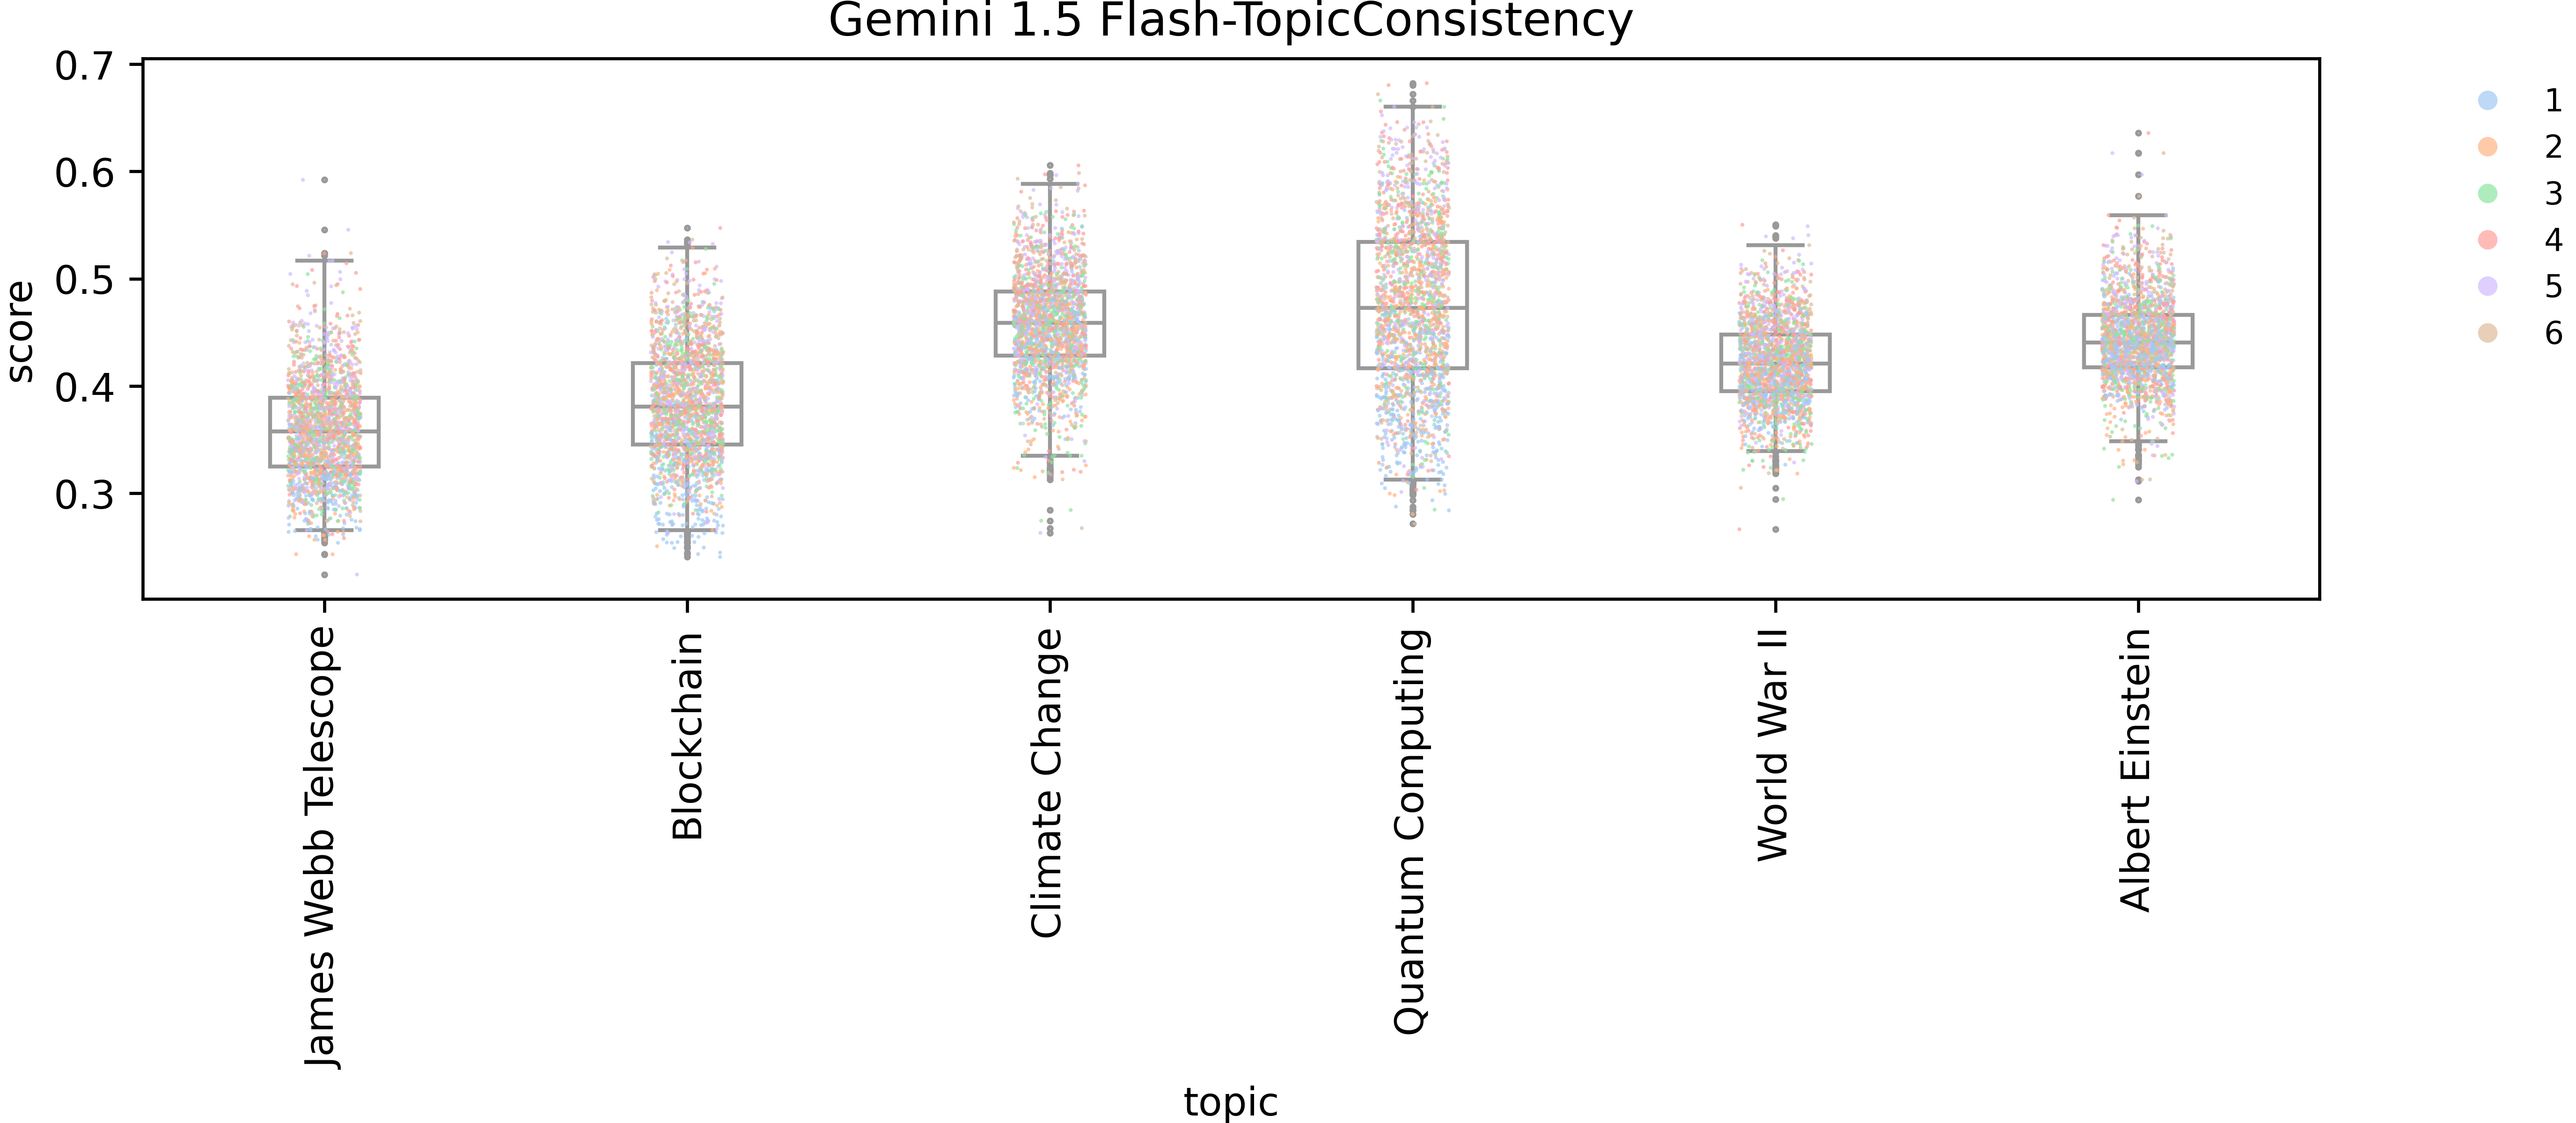 Gemini 1.5 Flash-TopicConsistency
score
0.7
0.6
0.5
0.4
0.3
1
2
3
4
5
6
James Webb Telescope
Blockchain
Climate Change
Quantum Computing
World War II
Albert Einstein
topic